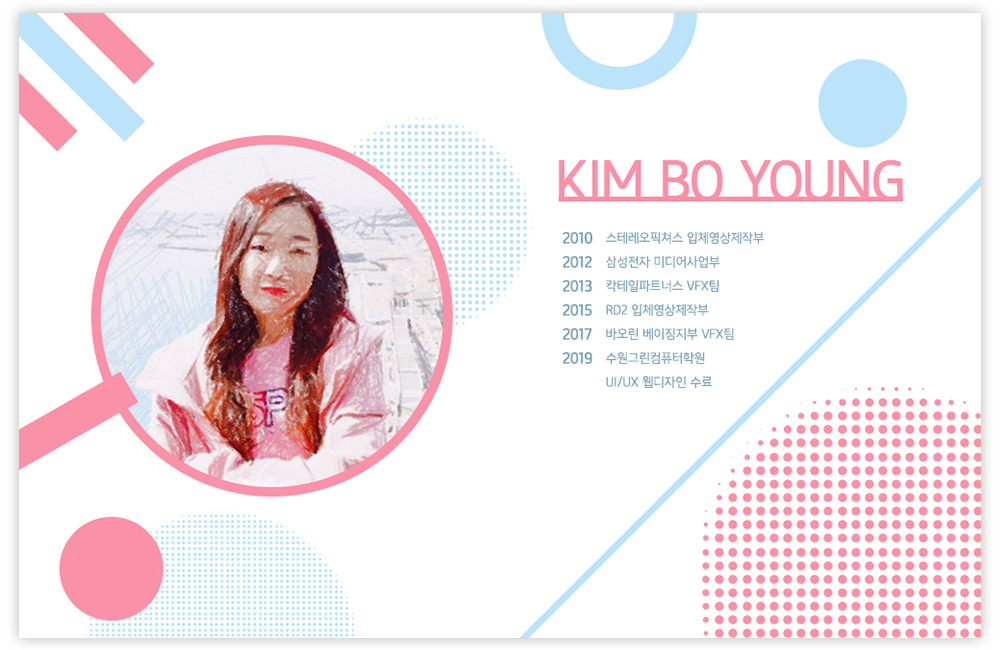 KIM BO YOUNG
2010 스테레오픽쳐스 입체영상제작부
2012 삼성전자 미디어사업부
2013 칵테일파트너스 VFX팀
2015 RD2 입체영상제작부
2017 바오린 베이징지부 VFX팀
2019 수원그린컴퓨터학원
UI/UX 웹디자인 수료